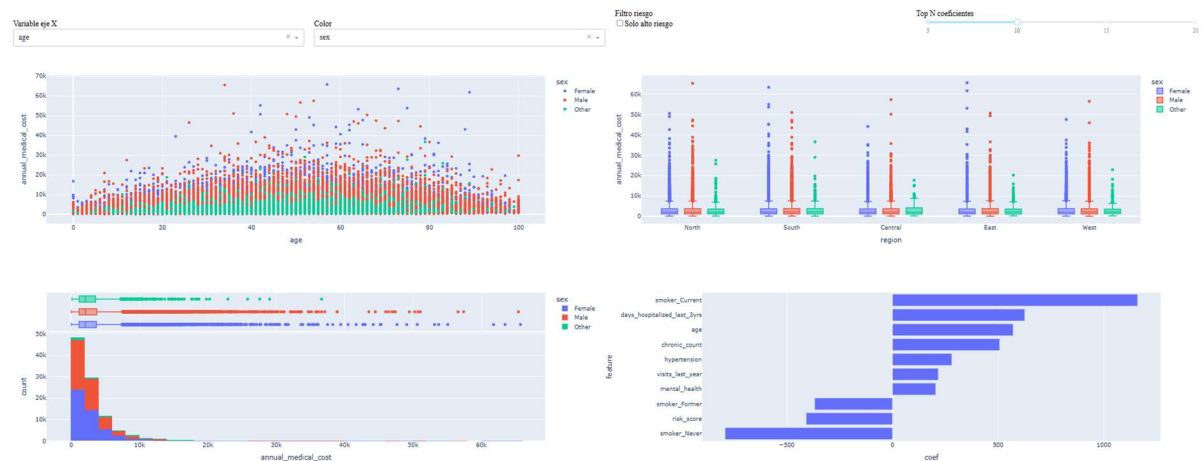 Variable eje X
age
Color
sex
Filtro riesgo
Solo alto riesgo
Top N coeficientes
5 10 15 20
70k
60k
50k
40k
30k
20k
10k
0
annual_medical_cost
0 20 40 60 80 100
age
sex
Female
Male
Other
60k
50k
40k
30k
20k
10k
0
annual_medical_cost
North South Central East West
region
sex
Female
Male
Other
50k
40k
30k
20k
10k
0
count
0 10k 20k 30k 40k 50k 60k
annual_medical_cost
sex
Female
Male
Other
feature
smoker_Current
days_hospitalized_last_3yrs
age
chronic_count
hypertension
visits_last_year
mental_health
smoker_Former
risk_score
smoker_Never
−500 0 500 1000
coef